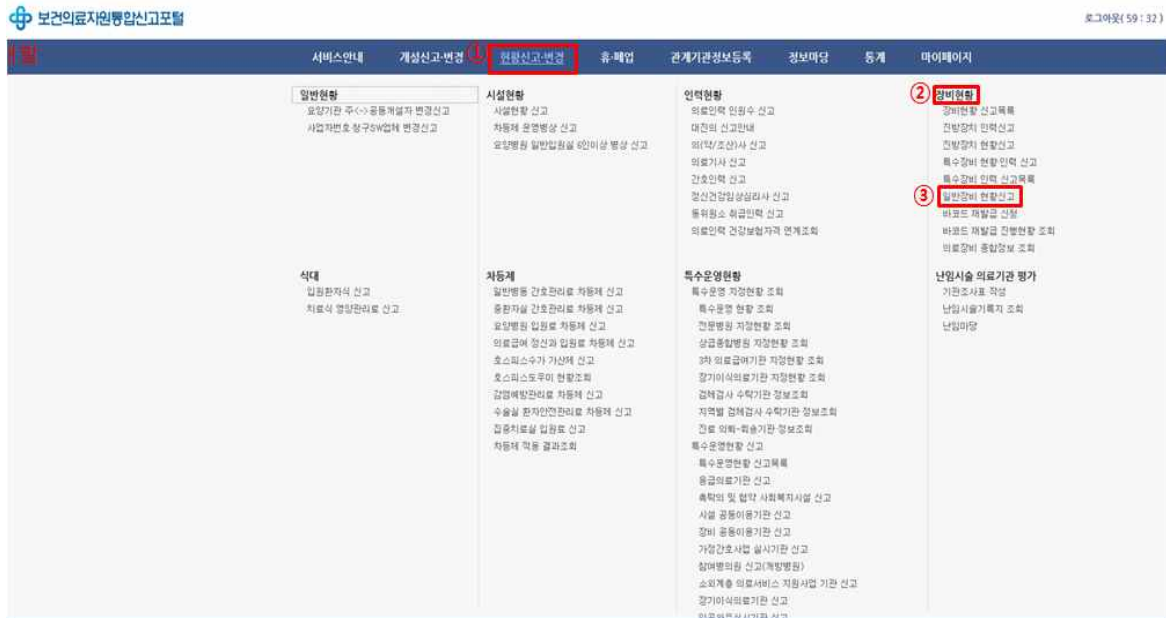 보건의료자원통합신고포털
로그아웃( 59 : 32 )
서비스안내 개설신고·변경 ① 현황신고·변경 휴·폐업 관계기관정보등록 정보마당 통계 마이페이지
일반현황
요양기관 주<->공동개설자 변경신고
사업자번호 청구SW업체 변경신고
시설현황
시설현황 신고
차등제 운영병상 신고
요양병원 일반입원실 6인이상 병상 신고
인력현황
의료인력 인원수 신고
대진의 신고안내
의(약/조산)사 신고
의료기사 신고
간호인력 신고
정신건강임상심리사 신고
동위원소 취급인력 신고
의료인력 건강보험자격 연계조회
② 장비현황
장비현황 신고목록
진방장치 인력신고
진방장치 현황신고
특수장비 현황 인력 신고
특수장비 인력 신고목록
③ 일반장비 현황신고
바코드 재발급 신청
바코드 재발급 진행현황 조회
의료장비 종합정보 조회
식대
입원환자식 신고
치료식 영양관리료 신고
차등제
일반병동 간호관리료 차등제 신고
중환자실 간호관리료 차등제 신고
요양병원 입원료 차등제 신고
의료급여 정신과 입원료 차등제 신고
호스피스수가 가산제 신고
호스피스도우미 현황조회
감염예방관리료 차등제 신고
수술실 환자안전관리료 차등제 신고
집중치료실 입원료 신고
차등제 적용 결과조회
특수운영현황
특수운영 지정현황 조회
특수운영 현황 조회
전문병원 지정현황 조회
상급종합병원 지정현황 조회
3차 의료급여기관 지정현황 조회
장기이식의료기관 지정현황 조회
검체검사 수탁기관 정보조회
지역별 검체검사 수탁기관 정보조회
진료 의뢰-회송기관 정보조회
특수운영현황 신고
특수운영현황 신고목록
응급의료기관 신고
촉탁의 및 협약 사회복지시설 신고
시설 공동이용기관 신고
장비 공동이용기관 신고
가정간호사업 실시기관 신고
참여병의원 신고(개방병원)
소외계층 의료서비스 지원사업 기관 신고
장기이식의료기관 신고
난임시술 의료기관 평가
기관조사표 작성
난임시술기록지 조회
난임마당